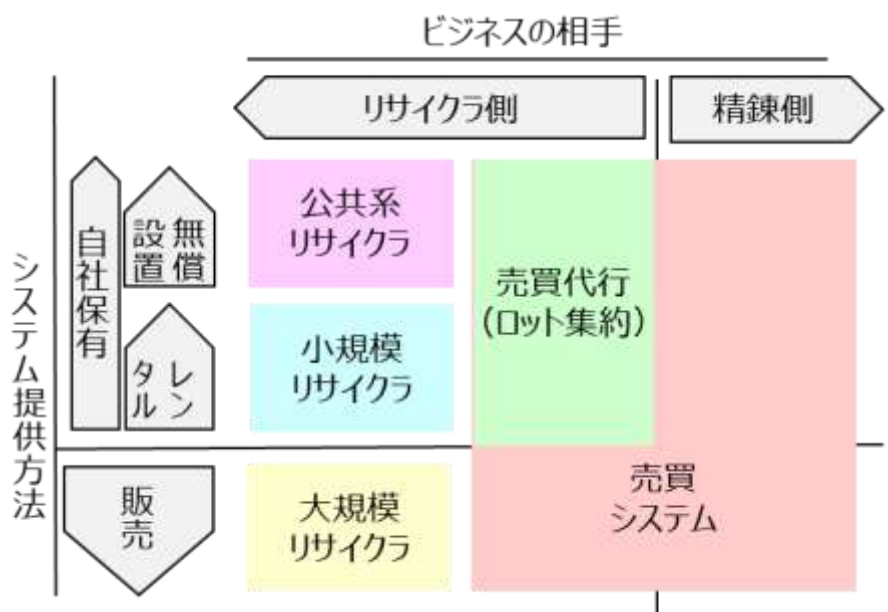 ビジネスの相手
リサイクラ側
精錬側
システム提供方法
自社保有
無償
設置
レン
タル
販売
公共系
リサイクラ
小規模
リサイクラ
大規模
リサイクラ
売買代行
（ロット集約）
売買
システム